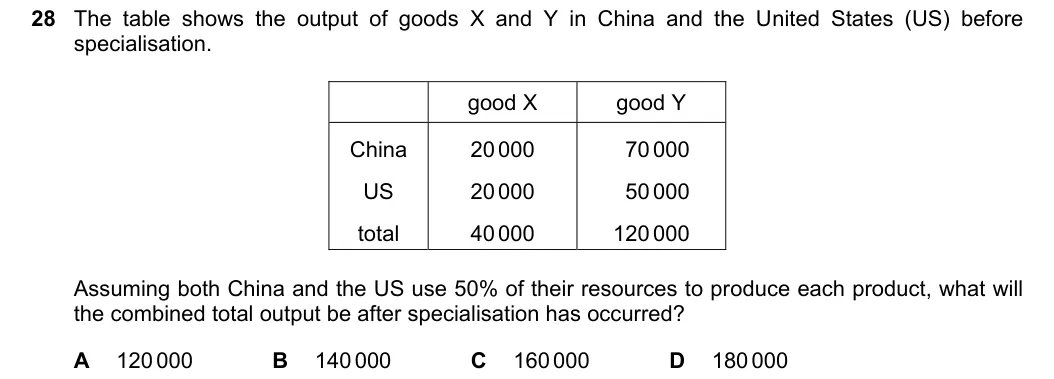 28 The table shows the output of goods X and Y in China and the United States (US) before
specialisation.
good X good Y
China 20 000 70 000
US 20 000 50 000
total 40 000 120 000
Assuming both China and the US use 50% of their resources to produce each product, what will
the combined total output be after specialisation has occurred?
A 120 000 B 140 000 C 160 000 D 180 000